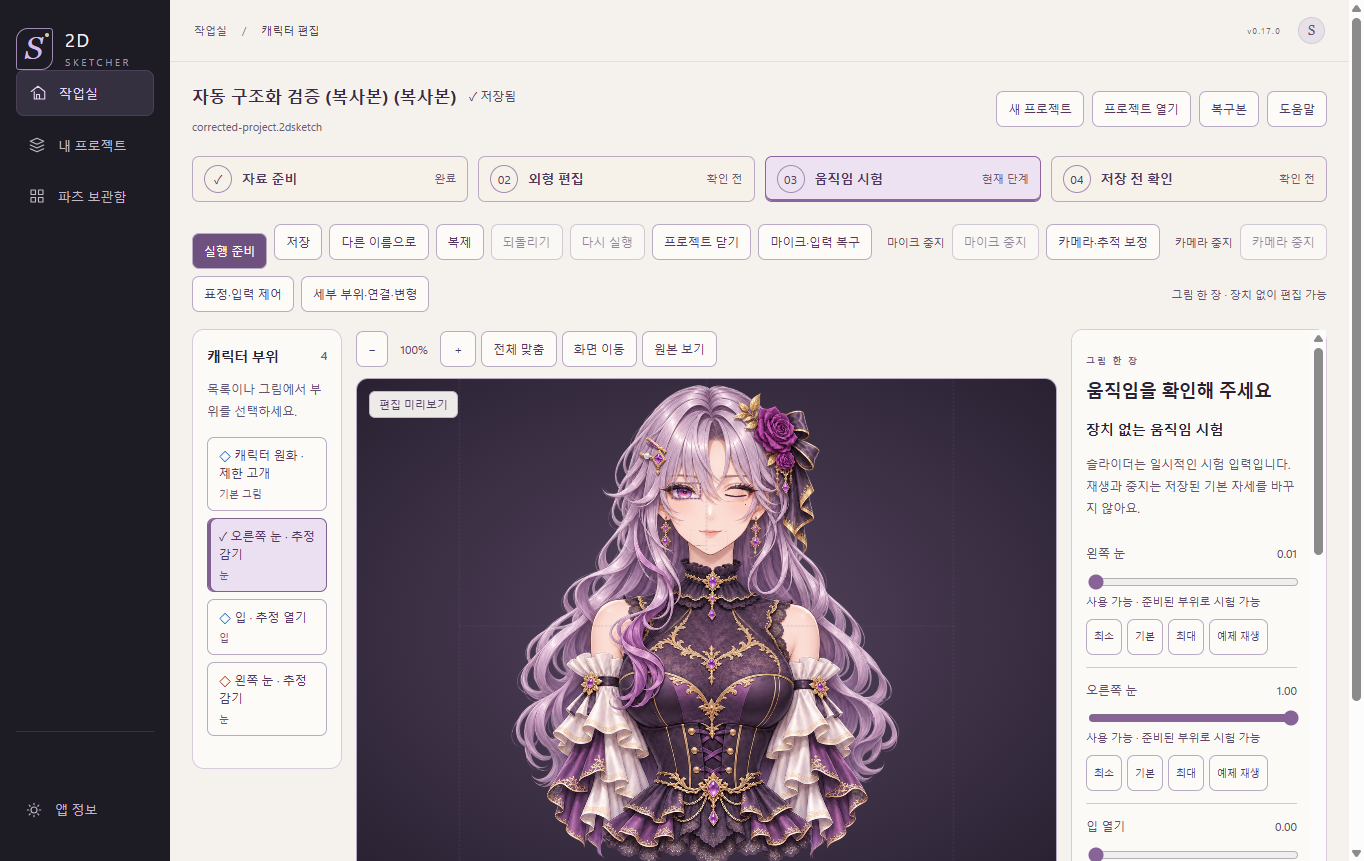 S
2D
SKETCHER
작업실
내 프로젝트
파츠 보관함
앱 정보
작업실 / 캐릭터 편집
v0.17.0
S
자동 구조화 검증 (복사본) (복사본) ✓ 저장됨
corrected-project.2dsketch
새 프로젝트
프로젝트 열기
복구본
도움말
✓ 자료 준비 완료
02 외형 편집 확인 전
03 움직임 시험 현재 단계
04 저장 전 확인 확인 전
실행 준비
저장
다른 이름으로
복제
되돌리기
다시 실행
프로젝트 닫기
마이크·입력 복구
마이크 중지
마이크 중지
카메라·추적 보정
카메라 중지
카메라 중지
표정·입력 제어
세부 부위·연결·변형
그림 한 장 · 장치 없이 편집 가능
캐릭터 부위 4
목록이나 그림에서 부
위를 선택하세요.
◇ 캐릭터 원화 ·
제한 고개
기본 그림
✓ 오른쪽 눈 · 추정
감기
눈
◇ 입 · 추정 열기
입
◇ 왼쪽 눈 · 추정
감기
눈
−
100%
+
전체 맞춤
화면 이동
원본 보기
편집 미리보기
그림 한 장
움직임을 확인해 주세요
장치 없는 움직임 시험
슬라이더는 일시적인 시험 입력입니다.
재생과 중지는 저장된 기본 자세를 바꾸
지 않아요.
왼쪽 눈 0.01
사용 가능 · 준비된 부위로 시험 가능
최소
기본
최대
예제 재생
오른쪽 눈 1.00
사용 가능 · 준비된 부위로 시험 가능
최소
기본
최대
예제 재생
입 열기 0.00